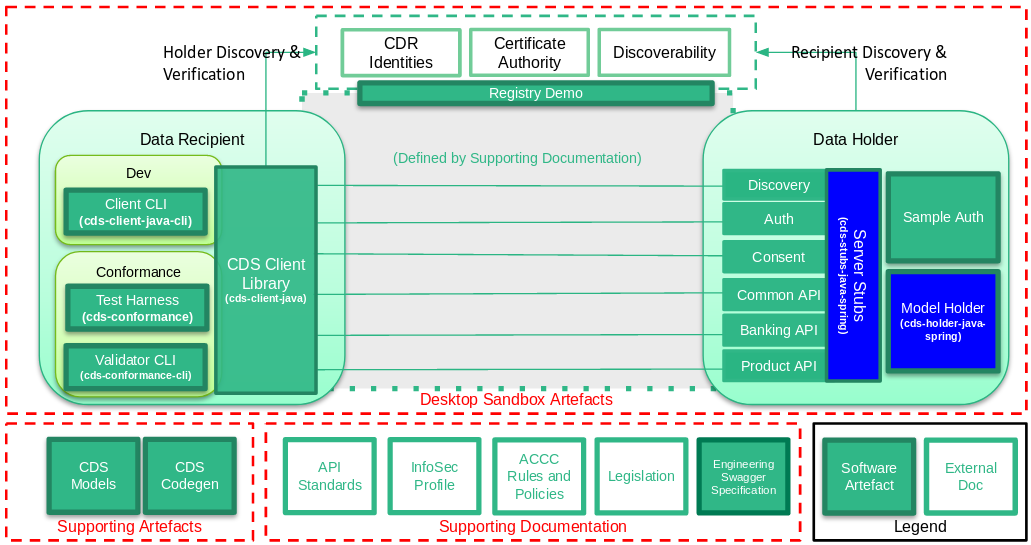 Holder Discovery &
Verification
CDR
Identities
Certificate
Authority
Discoverability
Recipient Discovery &
Verification
Registry Demo
Data Recipient
(Defined by Supporting Documentation)
Data Holder
Dev
Client CLI
(cds-client-java-cli)
Conformance
Test Harness
(cds-conformance)
Validator CLI
(cds-conformance-cli)
CDS Client
Library
(cds-client-java)
Discovery
Auth
Consent
Common API
Banking API
Product API
Server Stubs
(cds-stubs-java-spring)
Sample Auth
Model Holder
(cds-holder-java-
spring)
Desktop Sandbox Artefacts
CDS
Models
CDS
Codegen
Supporting Artefacts
API
Standards
InfoSec
Profile
ACCC
Rules and
Policies
Legislation
Engineering
Swagger
Specification
Supporting Documentation
Software
Artefact
External
Doc
Legend